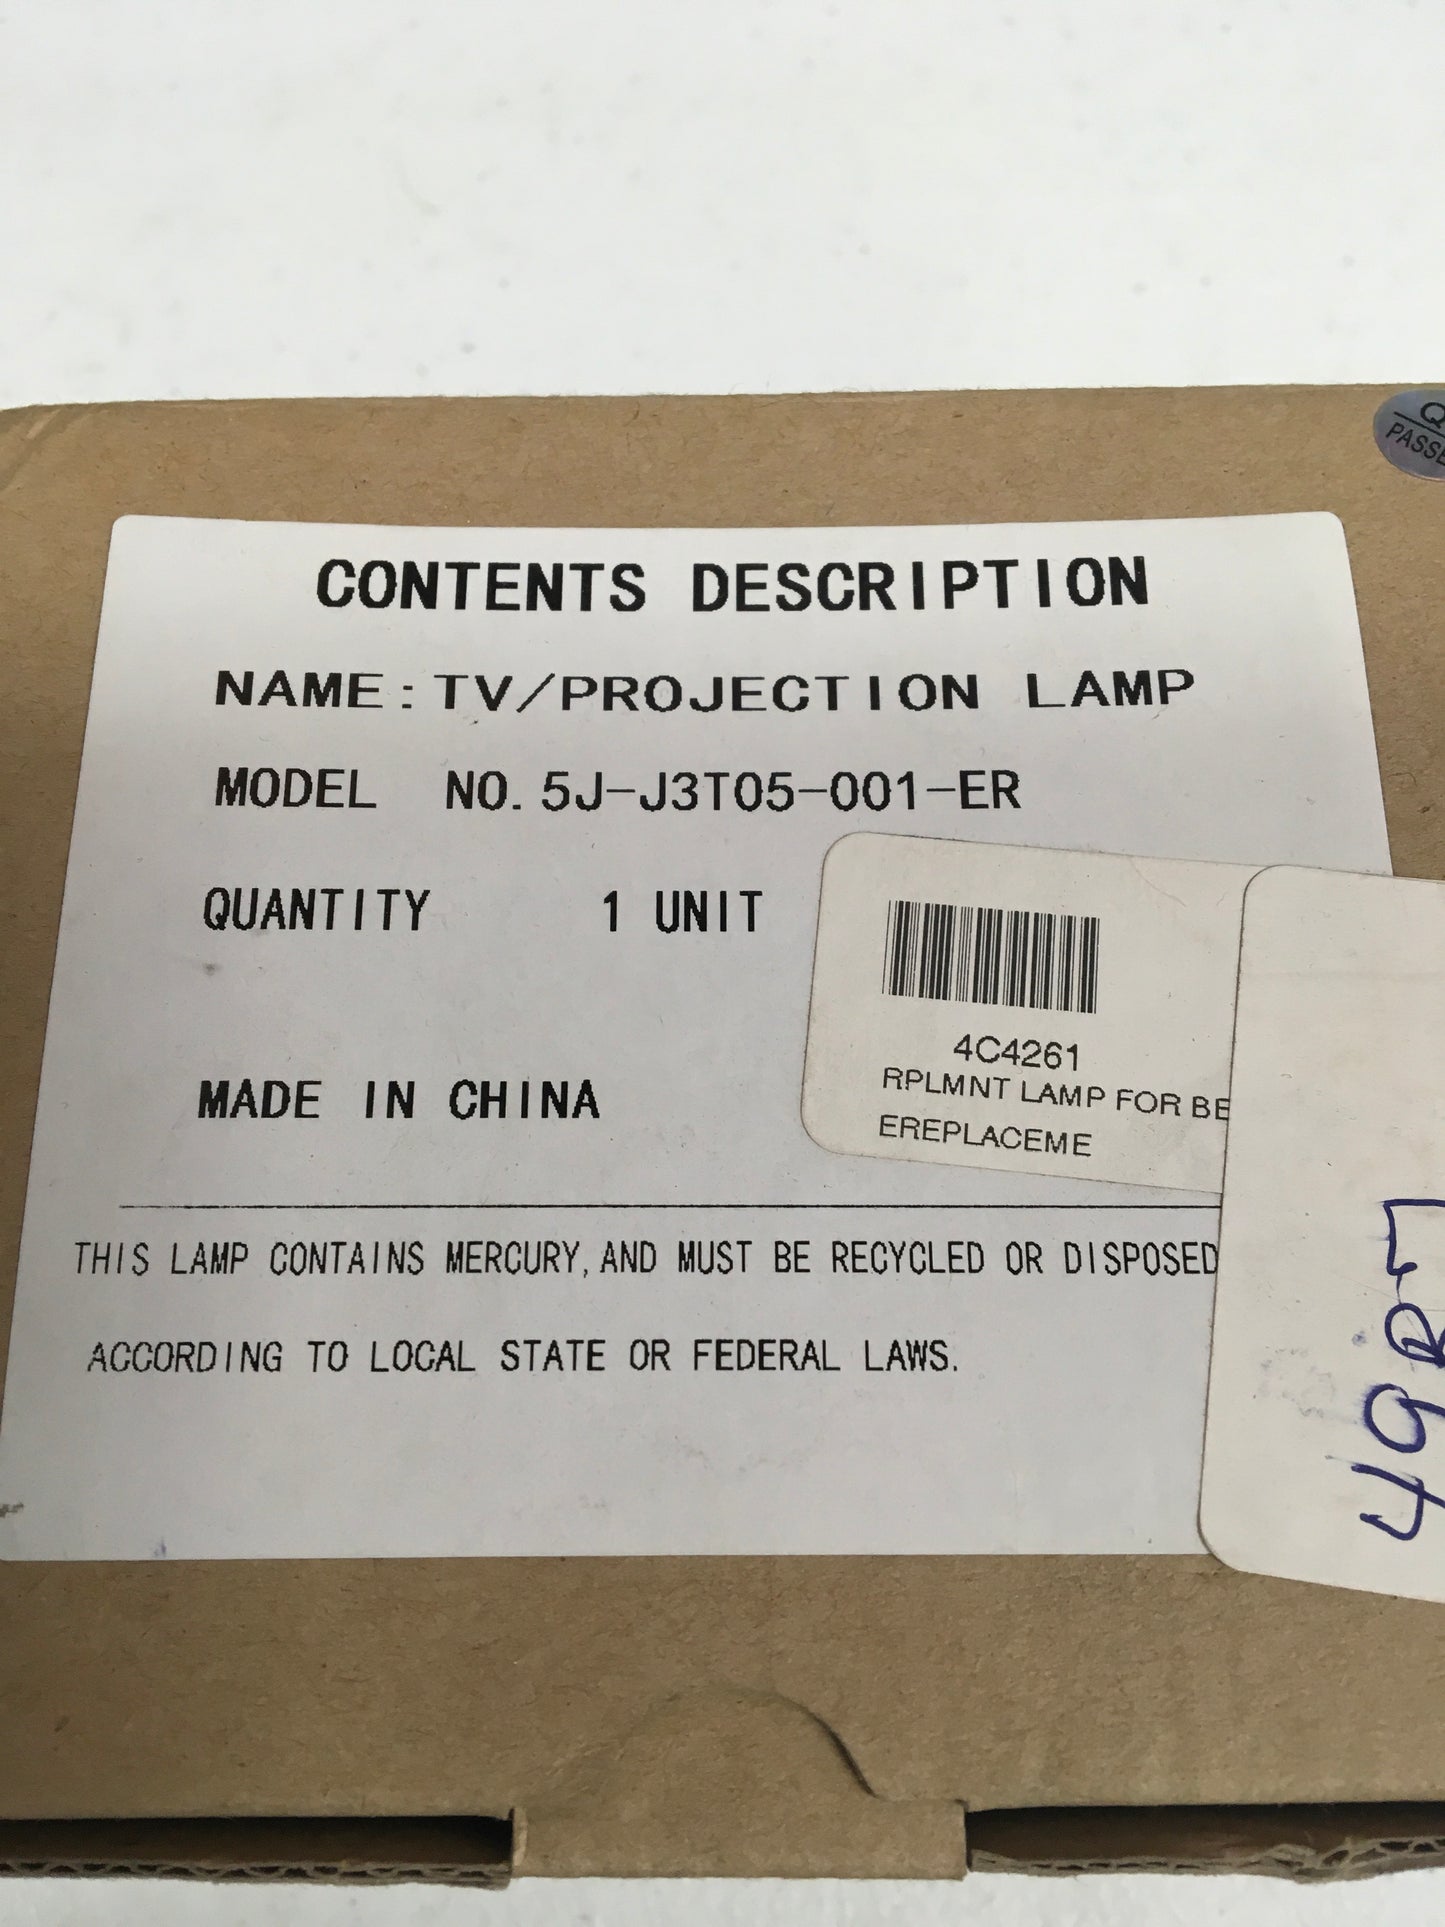 PASSE
CONTENTS DESCRIPTION
NAME:TV/PROJECTION LAMP
MODEL NO. 5J-J3T05-001-ER
QUANTITY 1 UNIT
4C4261
RPLMNT LAMP FOR BE
EREPLACEME
MADE IN CHINA
THIS LAMP CONTAINS MERCURY, AND MUST BE RECYCLED OR DISPOSED
ACCORDING TO LOCAL STATE OR FEDERAL LAWS.